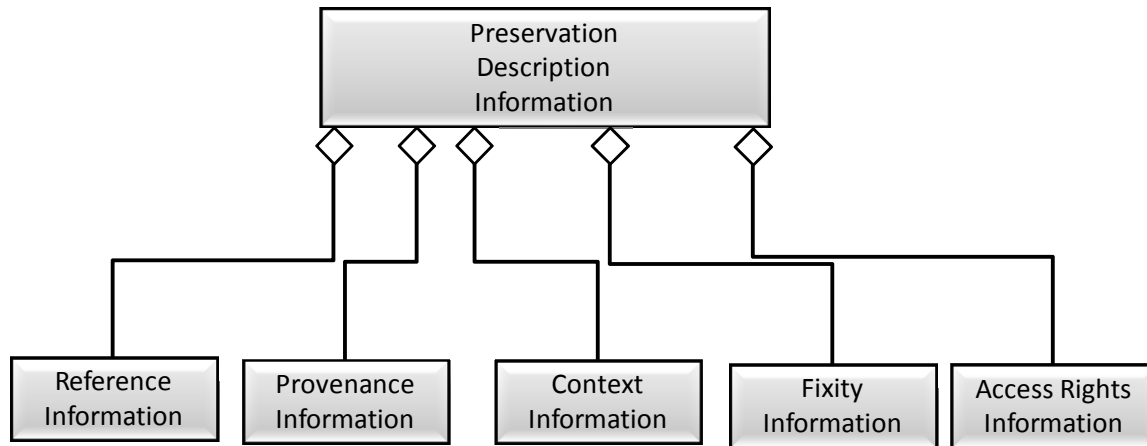 Preservation
Description
Information
Reference
Information
Provenance
Information
Context
Information
Fixity
Information
Access Rights
Information